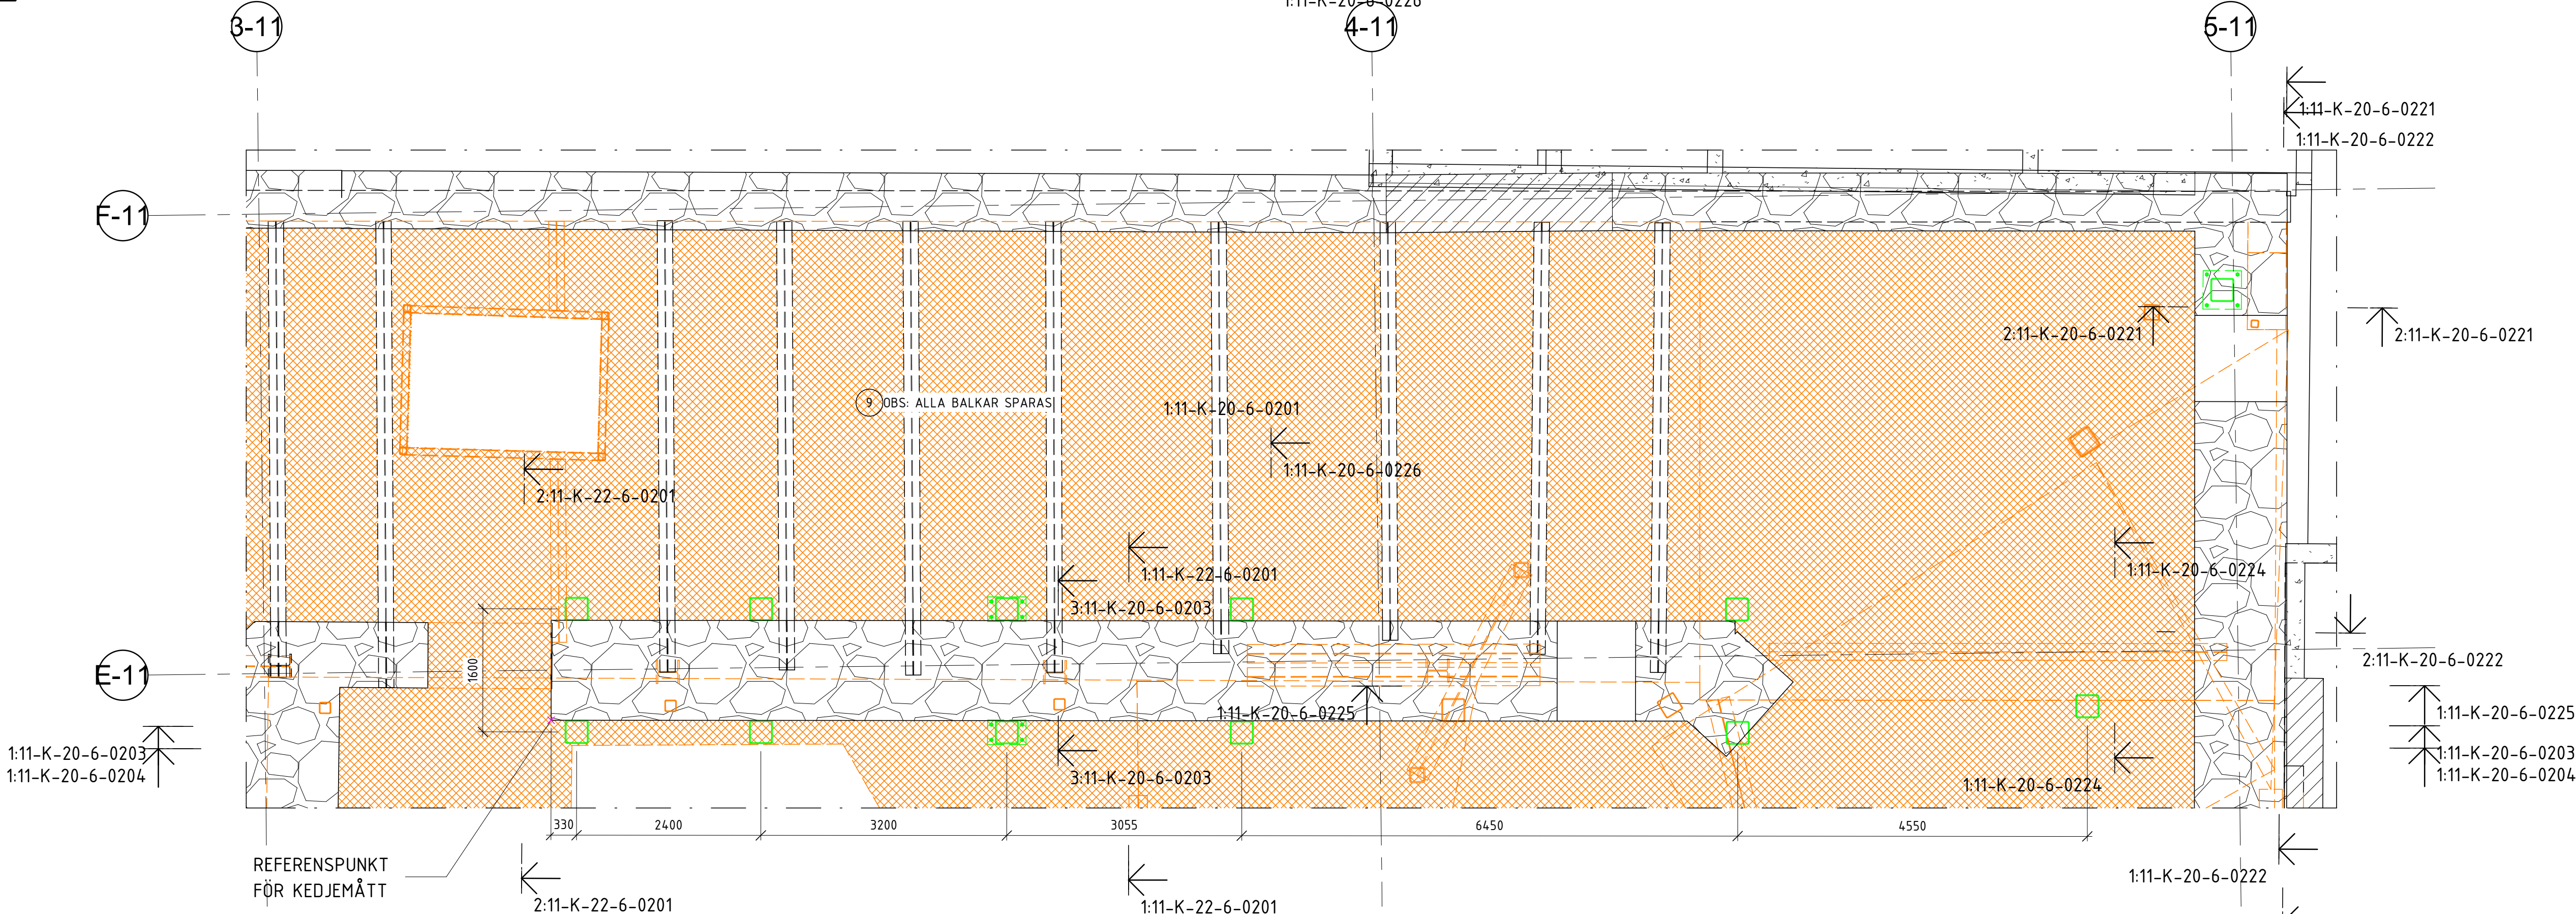 1:11-K-20-6-0226
3-11
4-11
5-11
1:11-K-20-6-0221
1:11-K-20-6-0222
F-11
2:11-K-20-6-0221
2:11-K-20-6-0221
9 OBS: ALLA BALKAR SPARAS
1:11-K-20-6-0201
1:11-K-20-6-0226
2:11-K-22-6-0201
1:11-K-22-6-0201
1:11-K-20-6-0224
3:11-K-20-6-0203
2:11-K-20-6-0222
E-11
1600
1:11-K-20-6-0225
1:11-K-20-6-0225
1:11-K-20-6-0203
1:11-K-20-6-0203
1:11-K-20-6-0204
1:11-K-20-6-0204
3:11-K-20-6-0203
1:11-K-20-6-0224
330
2400
3200
3055
6450
4550
REFERENSPUNKT
FÖR KEDJEMÅTT
1:11-K-20-6-0222
2:11-K-22-6-0201
1:11-K-22-6-0201